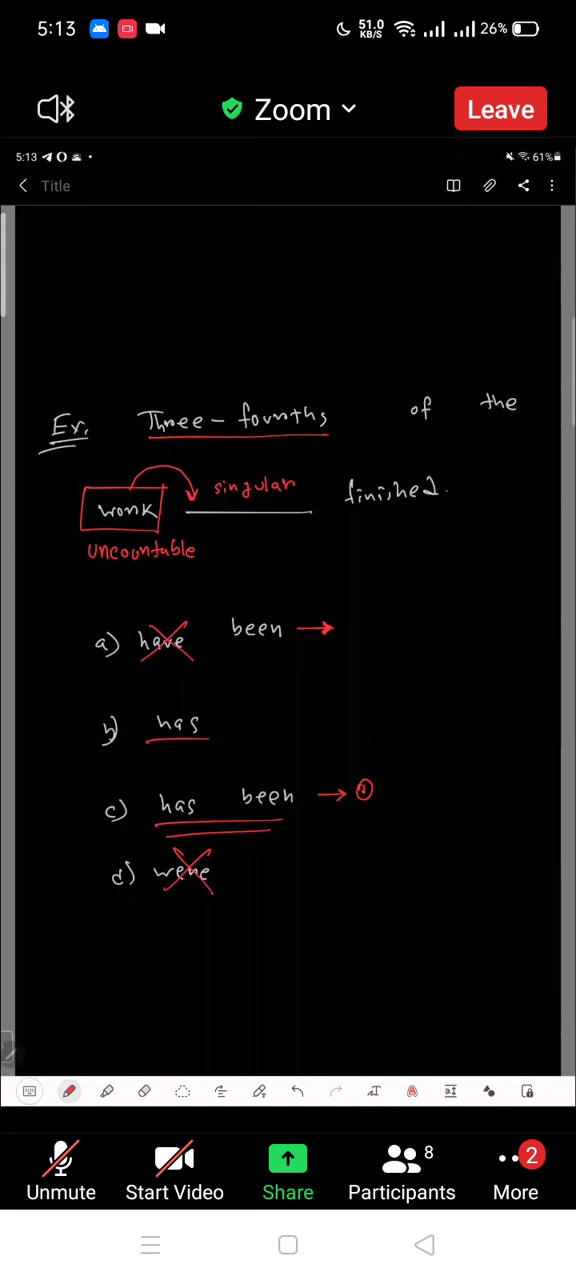 5:13
51.0 KB/S
26%
Zoom
Leave
5:13
61%
Title
Ex. Three-fourths of the
work ______ singular finished.
uncountable
a) have been →
b) has
c) has been →
d) were
Unmute
Start Video
Share
Participants
8
More
2